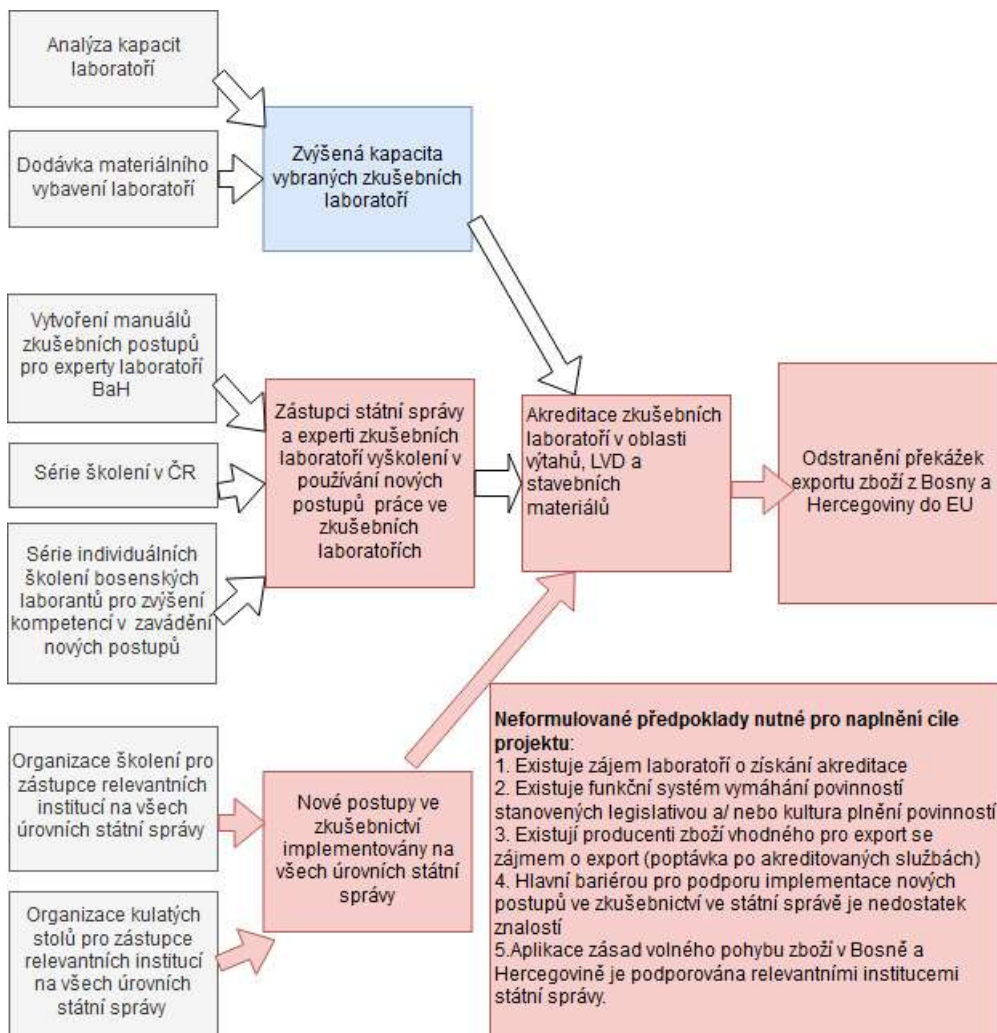 Analýza kapacit
laboratoří
Dodávka materiálního
vybavení laboratoří
Zvýšená kapacita
vybraných zkušebních
laboratoří
Vytvoření manuálů
zkušebních postupů
pro experty laboratoří
BaH
Série školení v ČR
Série individuálních
školení bosenských
laborantů pro zvýšení
kompetencí v zavádění
nových postupů
Zástupci státní správy
a experti zkušebních
laboratoří vyškolení v
používání nových
postupů práce ve
zkušebních
laboratořích
Akreditace zkušebních
laboratoří v oblasti
výtahů, LVD a
stavebních
materiálů
Odstranění překážek
exportu zboží z Bosny a
Hercegoviny do EU
Organizace školení pro
zástupce relevantních
institucí na všech
úrovních státní správy
Organizace kulatých
stolů pro zástupce
relevantních institucí
na všech úrovních
státní správy
Nové postupy ve
zkušebnictví
implementovány na
všech úrovních státní
správy
Neformulované předpoklady nutné pro naplnění cíle
projektu:
1. Existuje zájem laboratoří o získání akreditace
2. Existuje funkční systém vymáhání povinností
stanovených legislativou a/ nebo kultura plnění povinností
3. Existují producenti zboží vhodného pro export se
zájmem o export (poptávka po akreditovaných službách)
4. Hlavní bariérou pro podporu implementace nových
postupů ve zkušebnictví ve státní správě je nedostatek
znalostí
5.Aplikace zásad volného pohybu zboží v Bosně a
Hercegovině je podporována relevantními institucemi
státní správy.